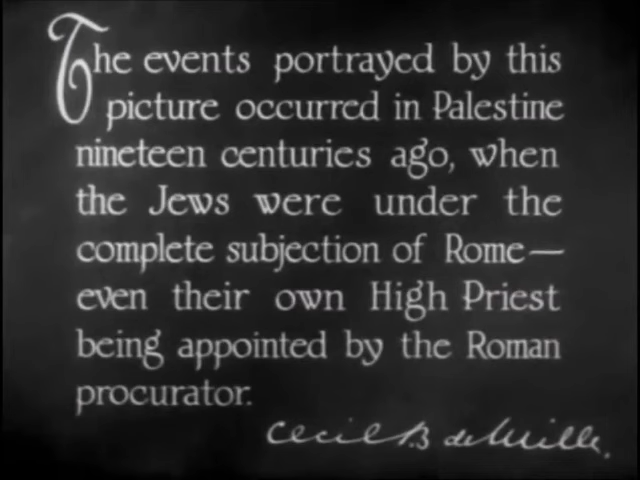 The events portrayed by this
picture occurred in Palestine
nineteen centuries ago, when
the Jews were under the
complete subjection of Rome—
even their own High Priest
being appointed by the Roman
procurator.
Cecil B deMille.